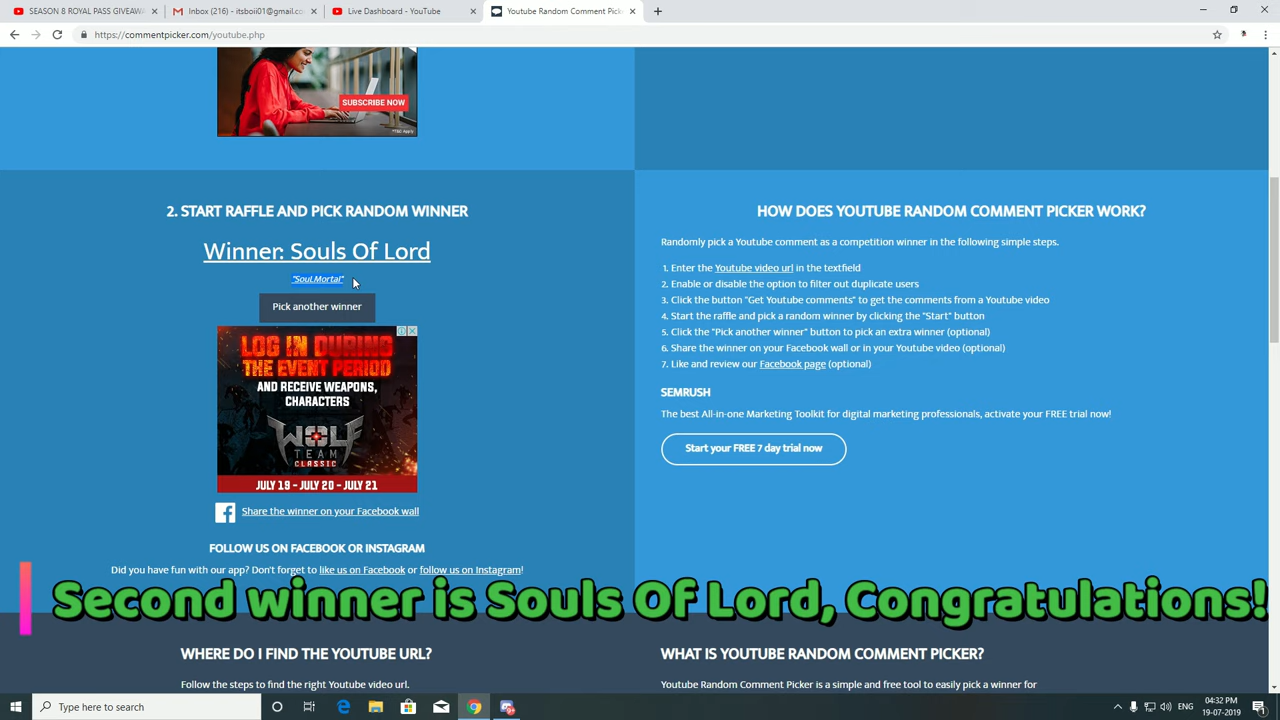 SEASON 8 ROYAL PASS GIVEAWA
Inbox (216) - itsboii01@gmail.co
Live Dashboard - YouTube
Youtube Random Comment Pick
https://commentpicker.com/youtube.php
SUBSCRIBE NOW
*T&C Apply
2. START RAFFLE AND PICK RANDOM WINNER
Winner: Souls Of Lord
"Soul.Mortal"
Pick another winner
LOG IN DURING
THE EVENT PERIOD
AND RECEIVE WEAPONS,
CHARACTERS
WOLF
TEAM
CLASSIC
JULY 19 - JULY 20 - JULY 21
Share the winner on your Facebook wall
FOLLOW US ON FACEBOOK OR INSTAGRAM
Did you have fun with our app? Don't forget to like us on Facebook or follow us on Instagram!
HOW DOES YOUTUBE RANDOM COMMENT PICKER WORK?
Randomly pick a Youtube comment as a competition winner in the following simple steps.
1. Enter the Youtube video url in the textfield
2. Enable or disable the option to filter out duplicate users
3. Click the button "Get Youtube comments" to get the comments from a Youtube video
4. Start the raffle and pick a random winner by clicking the "Start" button
5. Click the "Pick another winner" button to pick an extra winner (optional)
6. Share the winner on your Facebook wall or in your Youtube video (optional)
7. Like and review our Facebook page (optional)
SEMRUSH
The best All-in-one Marketing Toolkit for digital marketing professionals, activate your FREE trial now!
Start your FREE 7 day trial now
Second winner is Souls Of Lord, Congratulations!
WHERE DO I FIND THE YOUTUBE URL?
Follow the steps to find the right Youtube video url.
WHAT IS YOUTUBE RANDOM COMMENT PICKER?
Youtube Random Comment Picker is a simple and free tool to easily pick a winner for
Type here to search
ENG
04:32 PM
19-07-2019